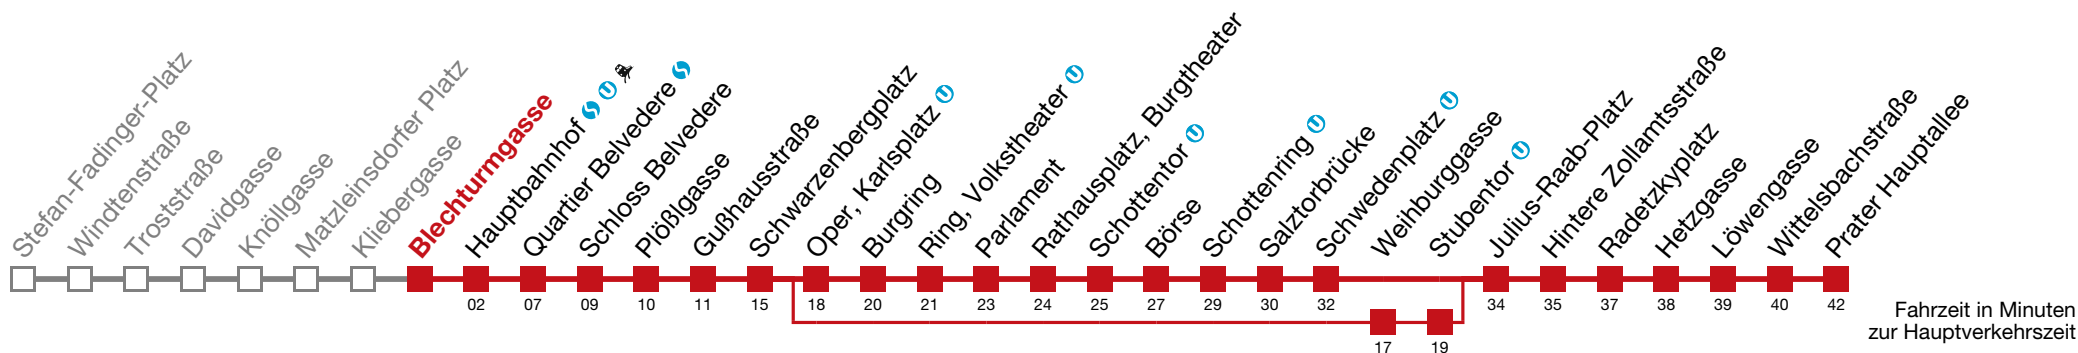 Stefan-Fadinger-Platz
Windtenstraße
Troststraße
Davidgasse
Knöllgasse
Matzleinsdorfer Platz
Kliebergasse
Blechturmgasse
Hauptbahnhof
Quartier Belvedere
Schloss Belvedere
Plößlgasse
Gußhausstraße
Schwarzenbergplatz
Oper, Karlsplatz U
Burgring
Ring, Volkstheater U
Parlament
Rathausplatz, Burgtheater
Schottentor U
Börse
Schottenring U
Salztorbrücke
Schwedenplatz U
Weihburggasse
Stubentor U
Julius-Raab-Platz
Hintere Zollamtsstraße
Radetzkyplatz
Hetzgasse
Löwengasse
Wittelsbachstraße
Prater Hauptallee
02 07 09 10 11 15 18 20 21 23 24 25 27 29 30 32 34 35 37 38 39 40 42
17 19
Fahrzeit in Minuten
zur Hauptverkehrszeit